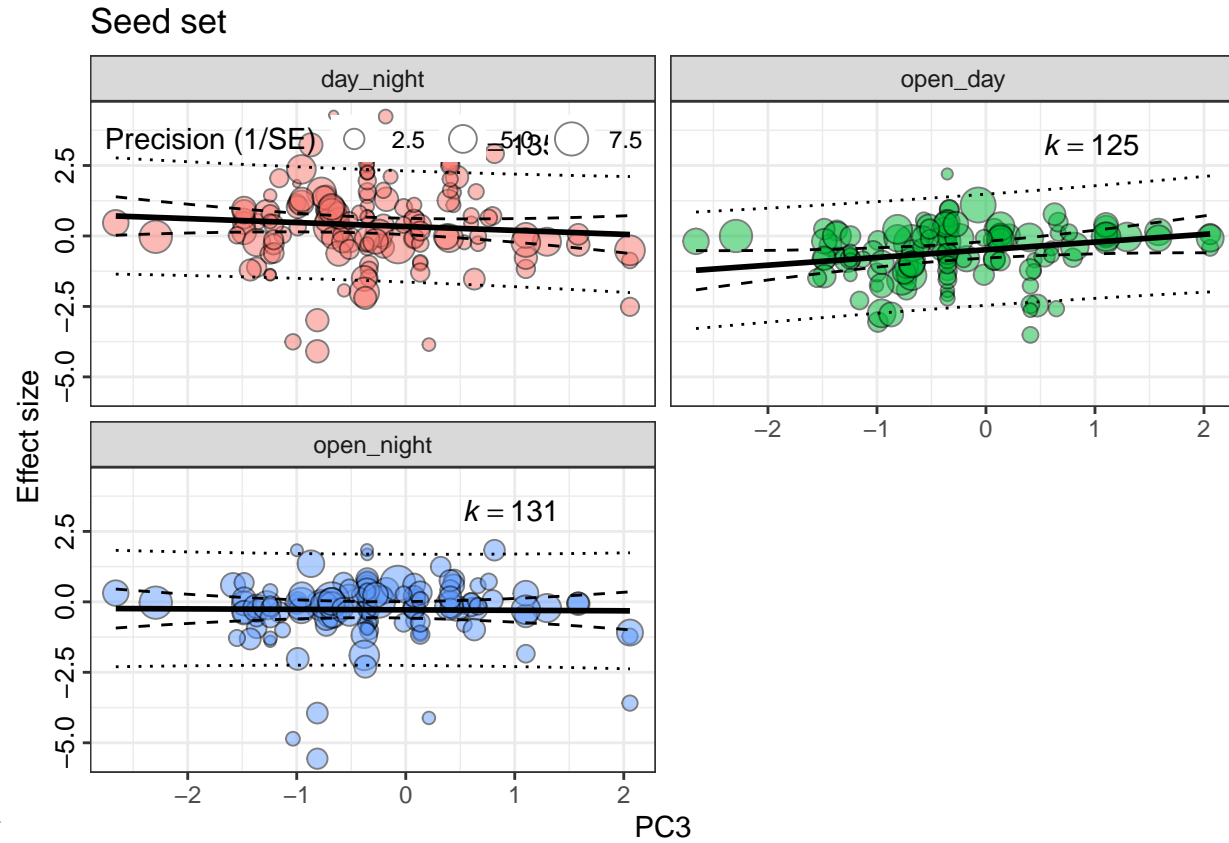 Seed set
day_night
open_day
Precision (1/SE) 2.5 5.0 7.5
k = 125
2.5
0.0
−2.5
−5.0
−2 −1 0 1 2
open_night
k = 131
2.5
0.0
−2.5
−5.0
−2 −1 0 1 2
Effect size
PC3